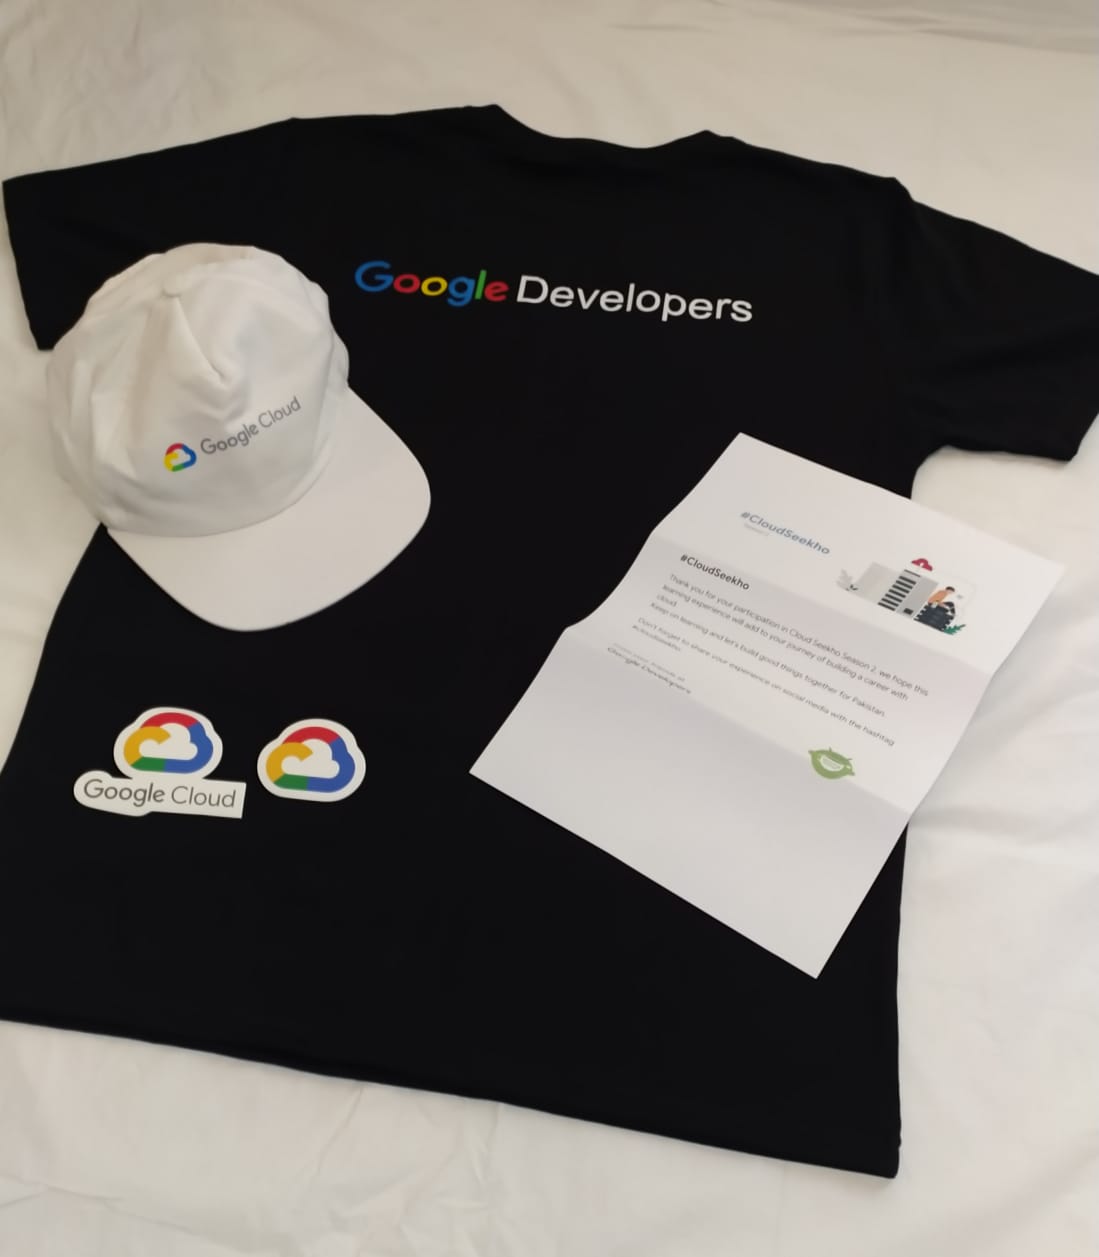 Google Developers
Google Cloud
#CloudSeekho
#CloudSeekho
Thank you for your participation in Cloud Seekho Season 2, we hope this
learning experience will add to your journey of building a career with
cloud.
Keep on learning and let's build good things together for Pakistan.
Don't forget to share your experience on social media with the hashtag
#cloudseekho
Google Developers
Google Cloud